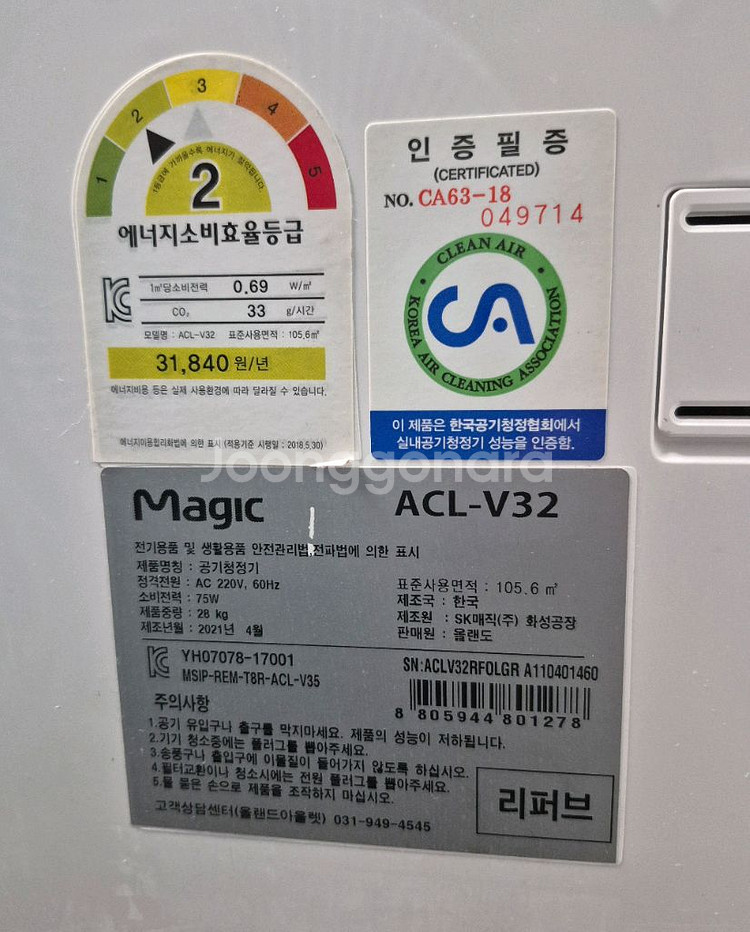 1 2 3 4 5
1등급에 가까울수록 에너지가 절약됩니다.
2
에너지소비효율등급
1㎡당소비전력 0.69 W/㎡
CO₂ 33 g/시간
모델명 : ACL-V32 표준사용면적 : 105.6㎡
31,840 원/년
에너지비용 등은 실제 사용환경에 따라 달라질 수 있습니다.
에너지이용합리화법에 의한 표시 (적용기준 시행일 : 2018.5.30)
인증필증
(CERTIFICATED)
NO. CA63-18
049714
CLEAN AIR
CA
KOREA AIR CLEANING ASSOCIATION
이 제품은 한국공기청정협회에서
실내공기청정기 성능을 인증함.
Joonggonara
Magic ACL-V32
전기용품 및 생활용품 안전관리법,전파법에 의한 표시
제품명칭 : 공기청정기
정격전원 : AC 220V, 60Hz
소비전력 : 75W
제품중량 : 28 kg
제조년월 : 2021년 4월
표준사용면적 : 105.6 ㎡
제조국 : 한국
제조원 : SK매직(주) 화성공장
판매원 : 올랜도
YH07078-17001
MSIP-REM-T8R-ACL-V35
SN:ACLV32RFOLGR A110401460
8 805944 801278
주의사항
1.공기 유입구나 출구를 막지마세요. 제품의 성능이 저하됩니다.
2.기기 청소중에는 플러그를 뽑아주세요.
3.송풍구나 출입구에 이물질이 들어가지 않도록 하십시오.
4.필터교환이나 청소시에는 전원 플러그를 뽑아주세요.
5.물 묻은 손으로 제품을 조작하지 마십시오.
고객상담센터(올랜드아울렛) 031-949-4545
리퍼브